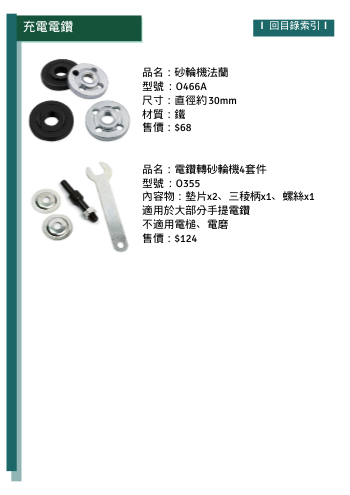 充電電鑽
回目錄索引
品名：砂輪機法蘭
型號：O466A
尺寸：直徑約30mm
材質：鐵
售價：$68
品名：電鑽轉砂輪機4套件
型號：O355
內容物：墊片x2、三稜柄x1、螺絲x1
適用於大部分手提電鑽
不適用電槌、電磨
售價：$124